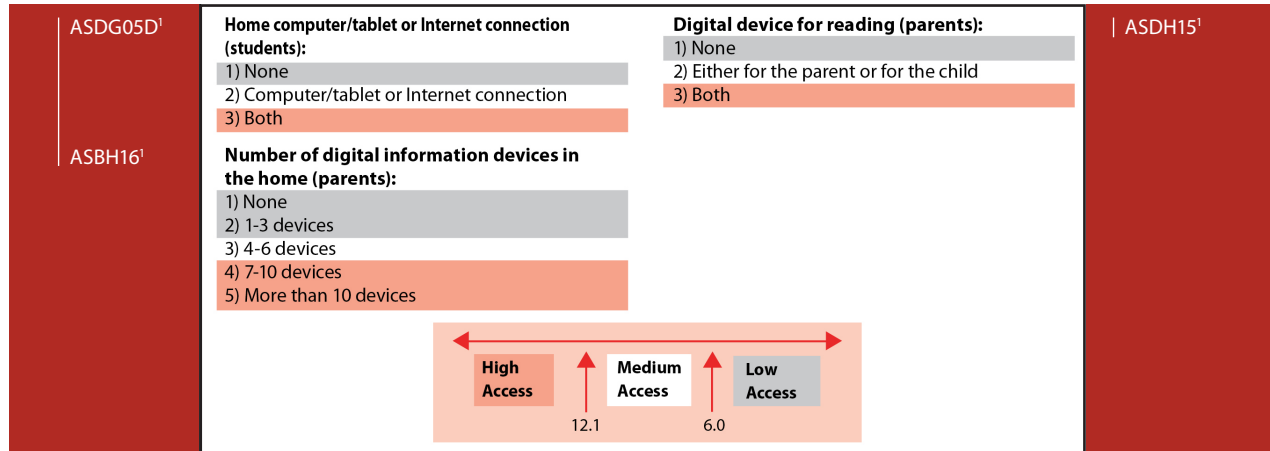 ASDG05D¹
ASBH16¹
Home computer/tablet or Internet connection
(students):
1) None
2) Computer/tablet or Internet connection
3) Both
Number of digital information devices in
the home (parents):
1) None
2) 1-3 devices
3) 4-6 devices
4) 7-10 devices
5) More than 10 devices
Digital device for reading (parents):
1) None
2) Either for the parent or for the child
3) Both
ASDH15¹
High
Access
Medium
Access
Low
Access
12.1
6.0